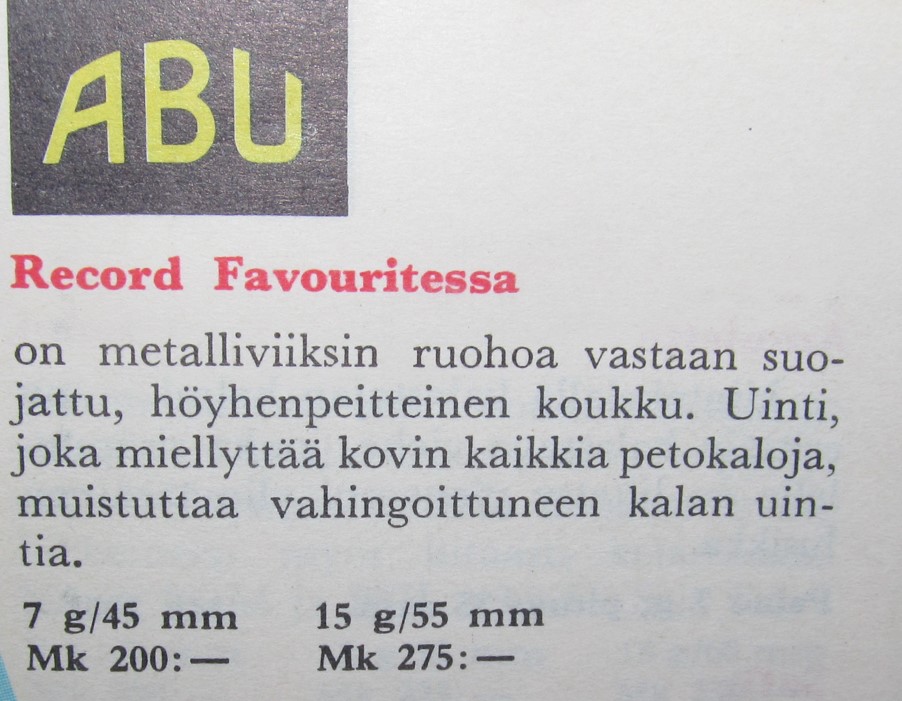 ABU
Record Favouritessa
on metalliviiksin ruohoa vastaan suo-
jattu, höyhenpeitteinen koukku. Uinti,
joka miellyttää kovin kaikkia petokaloja,
muistuttaa vahingoittuneen kalan uin-
tia.
7 g/45 mm 15 g/55 mm
Mk 200:— Mk 275:—